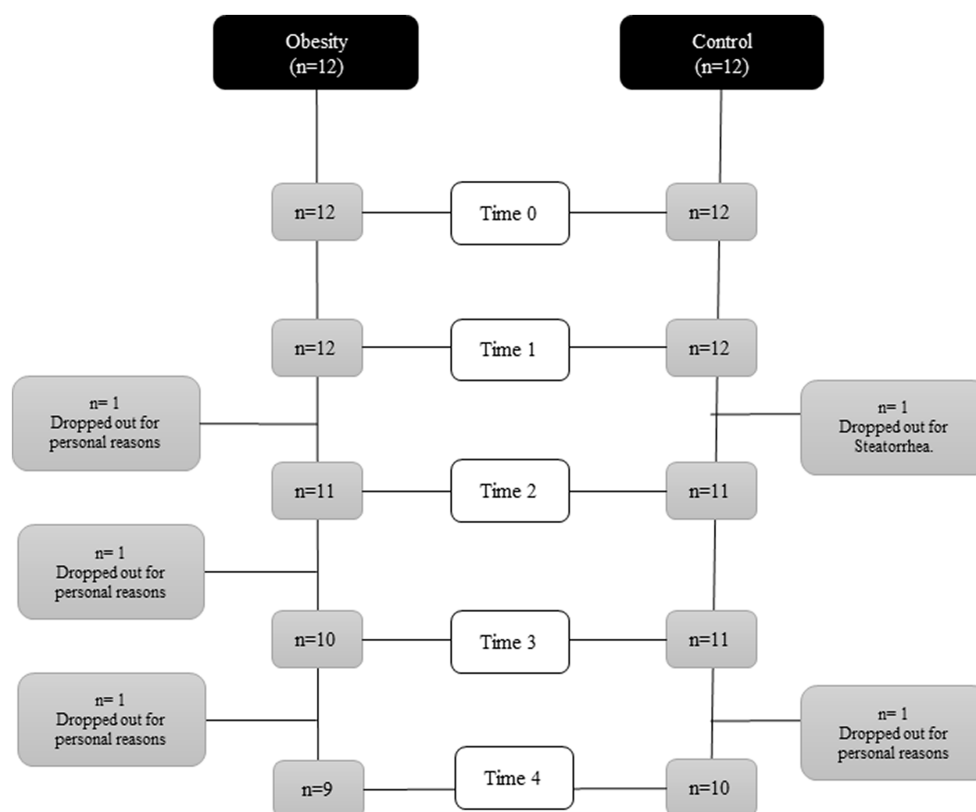 Obesity
(n=12)
Control
(n=12)
n=12
Time 0
n=12
n=12
Time 1
n=12
n= 1
Dropped out for
personal reasons
n= 1
Dropped out for
Steatorrhea.
n=11
Time 2
n=11
n= 1
Dropped out for
personal reasons
n=10
Time 3
n=11
n= 1
Dropped out for
personal reasons
n= 1
Dropped out for
personal reasons
n=9
Time 4
n=10